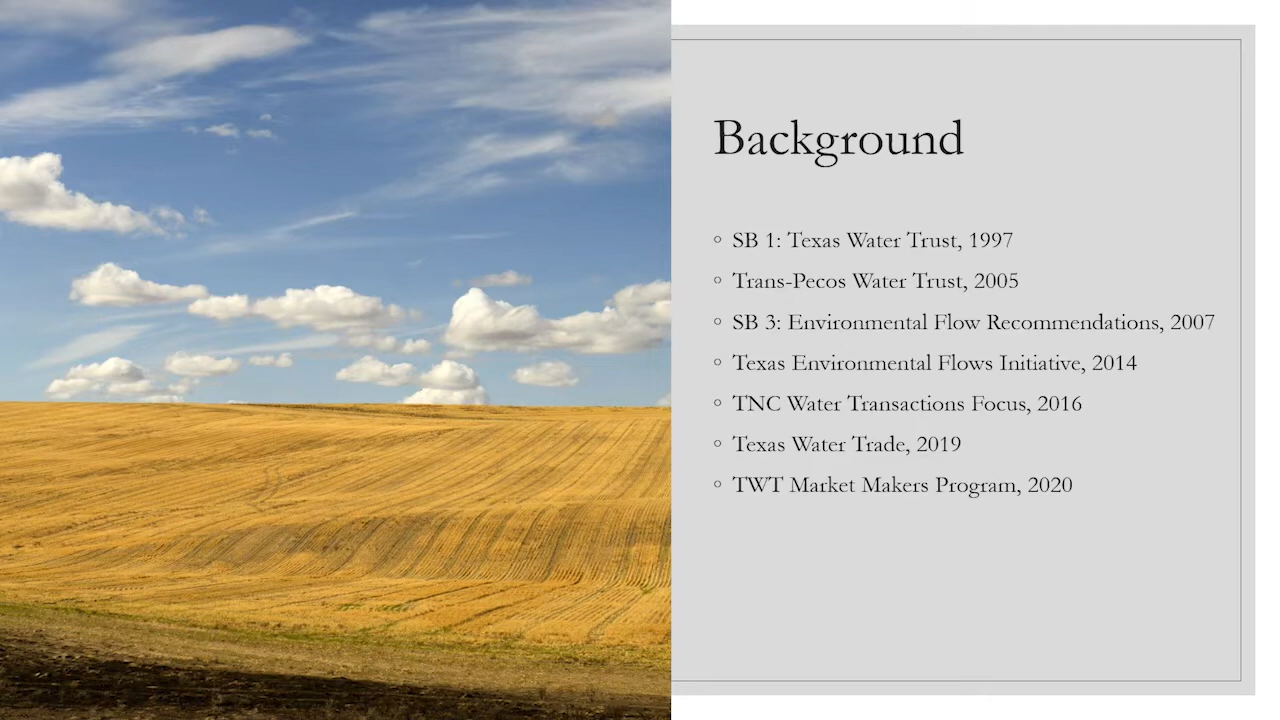 Background
SB 1: Texas Water Trust, 1997
Trans-Pecos Water Trust, 2005
SB 3: Environmental Flow Recommendations, 2007
Texas Environmental Flows Initiative, 2014
TNC Water Transactions Focus, 2016
Texas Water Trade, 2019
TWT Market Makers Program, 2020